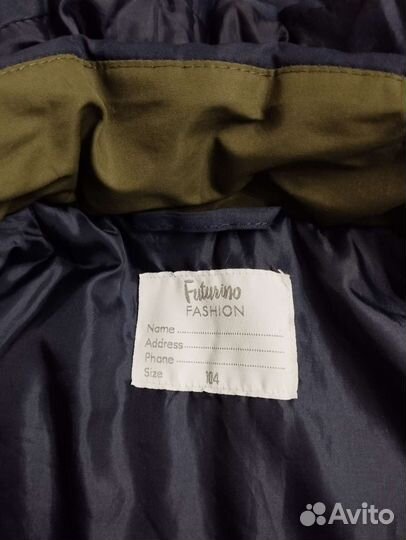 Futurino
FASHION
Name
Address
Phone
Size 104
Avito